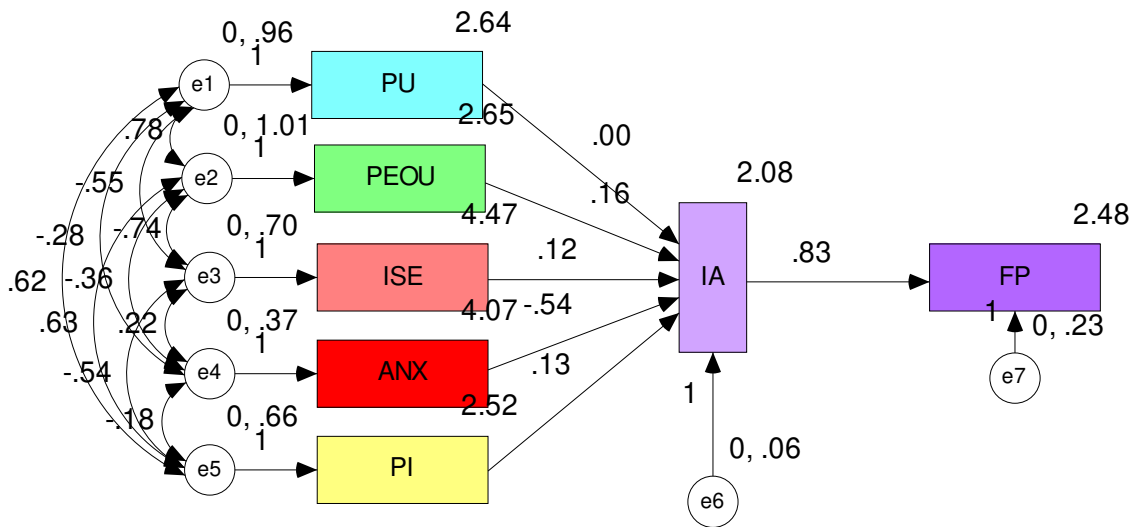 2.64
0, .96
1
e1
PU
2.65
.00
.78
0, 1.01
1
e2
PEOU
.16
2.08
-.55
4.47
-.74
0, .70
1
2.48
-.28
.12
.83
e3
ISE
IA
FP
.62
-.36
4.07
-.54
1
0, .23
.63
.22
0, .37
1
e4
ANX
.13
e7
-.54
2.52
1
-.18
0, .66
1
0, .06
e5
PI
e6